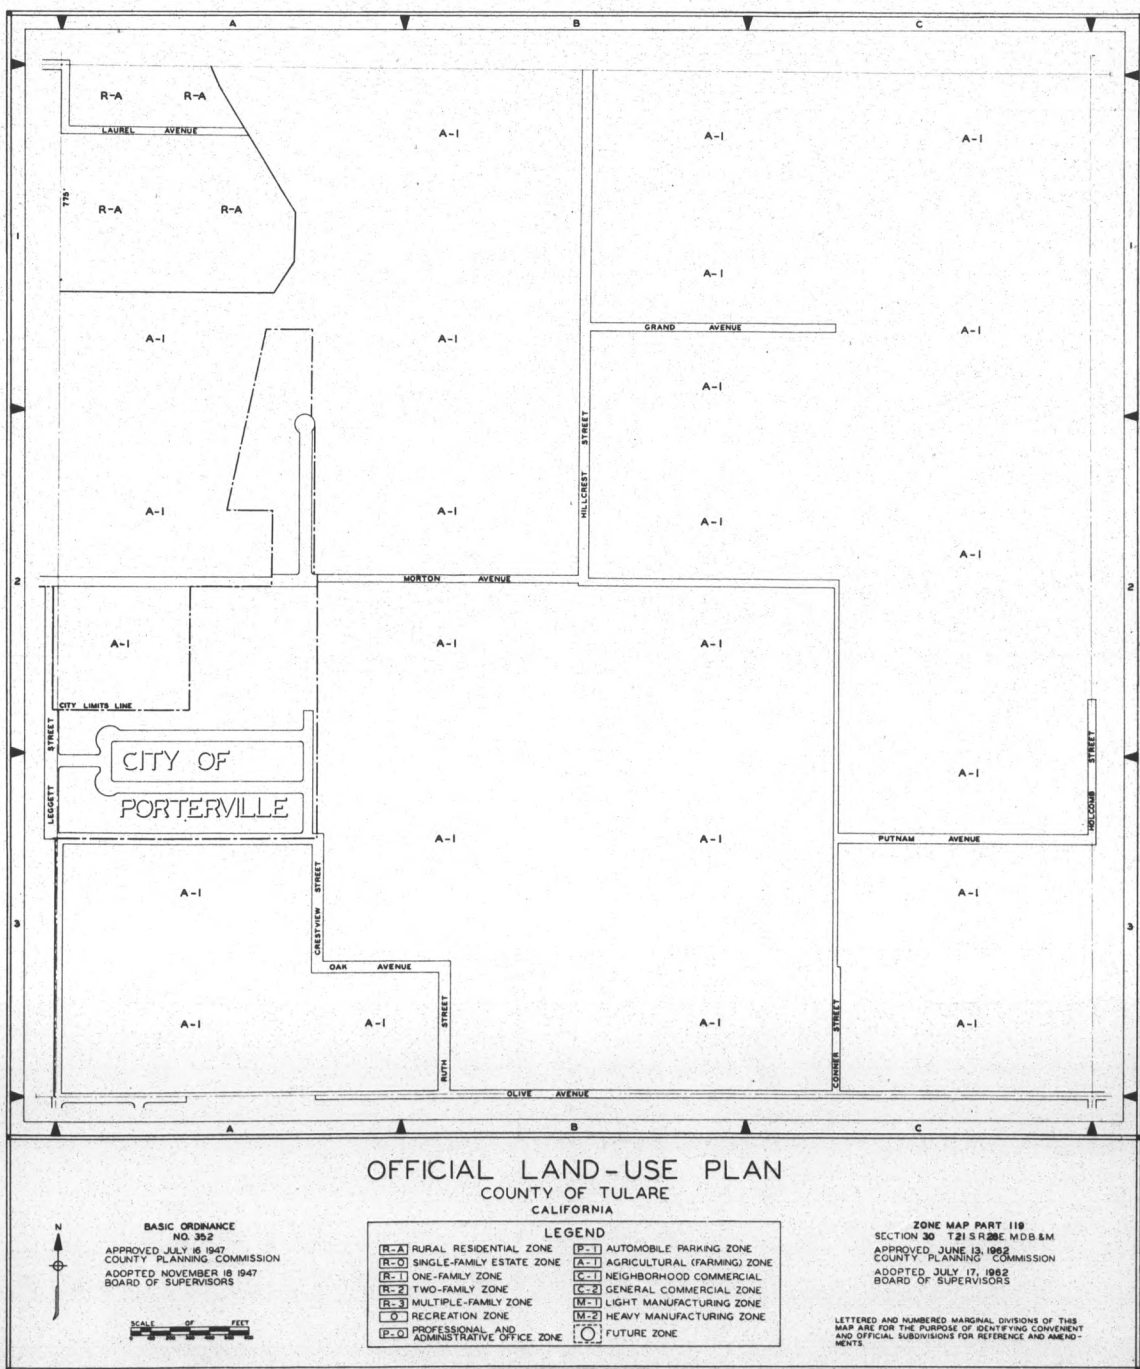 A B C
R-A R-A
LAUREL AVENUE
A-1 A-1 A-1
775'
R-A R-A
1 1
A-1
GRAND AVENUE
A-1 A-1 A-1
A-1
HILLCREST STREET
A-1 A-1
A-1
A-1
2 2
MORTON AVENUE
A-1 A-1 A-1
CITY LIMITS LINE
LEGGETT STREET
CITY OF
PORTERVILLE
A-1
HOLCOMB STREET
A-1 A-1
PUTNAM AVENUE
A-1 A-1
CRESTVIEW STREET
3 3
OAK AVENUE
A-1 A-1 A-1 A-1
RUTH STREET
CONNER STREET
OLIVE AVENUE
A B C
OFFICIAL LAND-USE PLAN
COUNTY OF TULARE
CALIFORNIA
N
BASIC ORDINANCE
NO. 352
APPROVED JULY 16 1947
COUNTY PLANNING COMMISSION
ADOPTED NOVEMBER 18 1947
BOARD OF SUPERVISORS
SCALE OF FEET
LEGEND
R-A RURAL RESIDENTIAL ZONE
R-O SINGLE-FAMILY ESTATE ZONE
R-1 ONE-FAMILY ZONE
R-2 TWO-FAMILY ZONE
R-3 MULTIPLE-FAMILY ZONE
O RECREATION ZONE
P-O PROFESSIONAL AND
ADMINISTRATIVE OFFICE ZONE
P-1 AUTOMOBILE PARKING ZONE
A-1 AGRICULTURAL (FARMING) ZONE
C-1 NEIGHBORHOOD COMMERCIAL
C-2 GENERAL COMMERCIAL ZONE
M-1 LIGHT MANUFACTURING ZONE
M-2 HEAVY MANUFACTURING ZONE
FUTURE ZONE
ZONE MAP PART 119
SECTION 30 T21 S R28E M.D.B.&M
APPROVED JUNE 13, 1962
COUNTY PLANNING COMMISSION
ADOPTED JULY 17, 1962
BOARD OF SUPERVISORS
LETTERED AND NUMBERED MARGINAL DIVISIONS OF THIS
MAP ARE FOR THE PURPOSE OF IDENTIFYING CONVENIENT
AND OFFICIAL SUBDIVISIONS FOR REFERENCE AND AMEND-
MENTS.